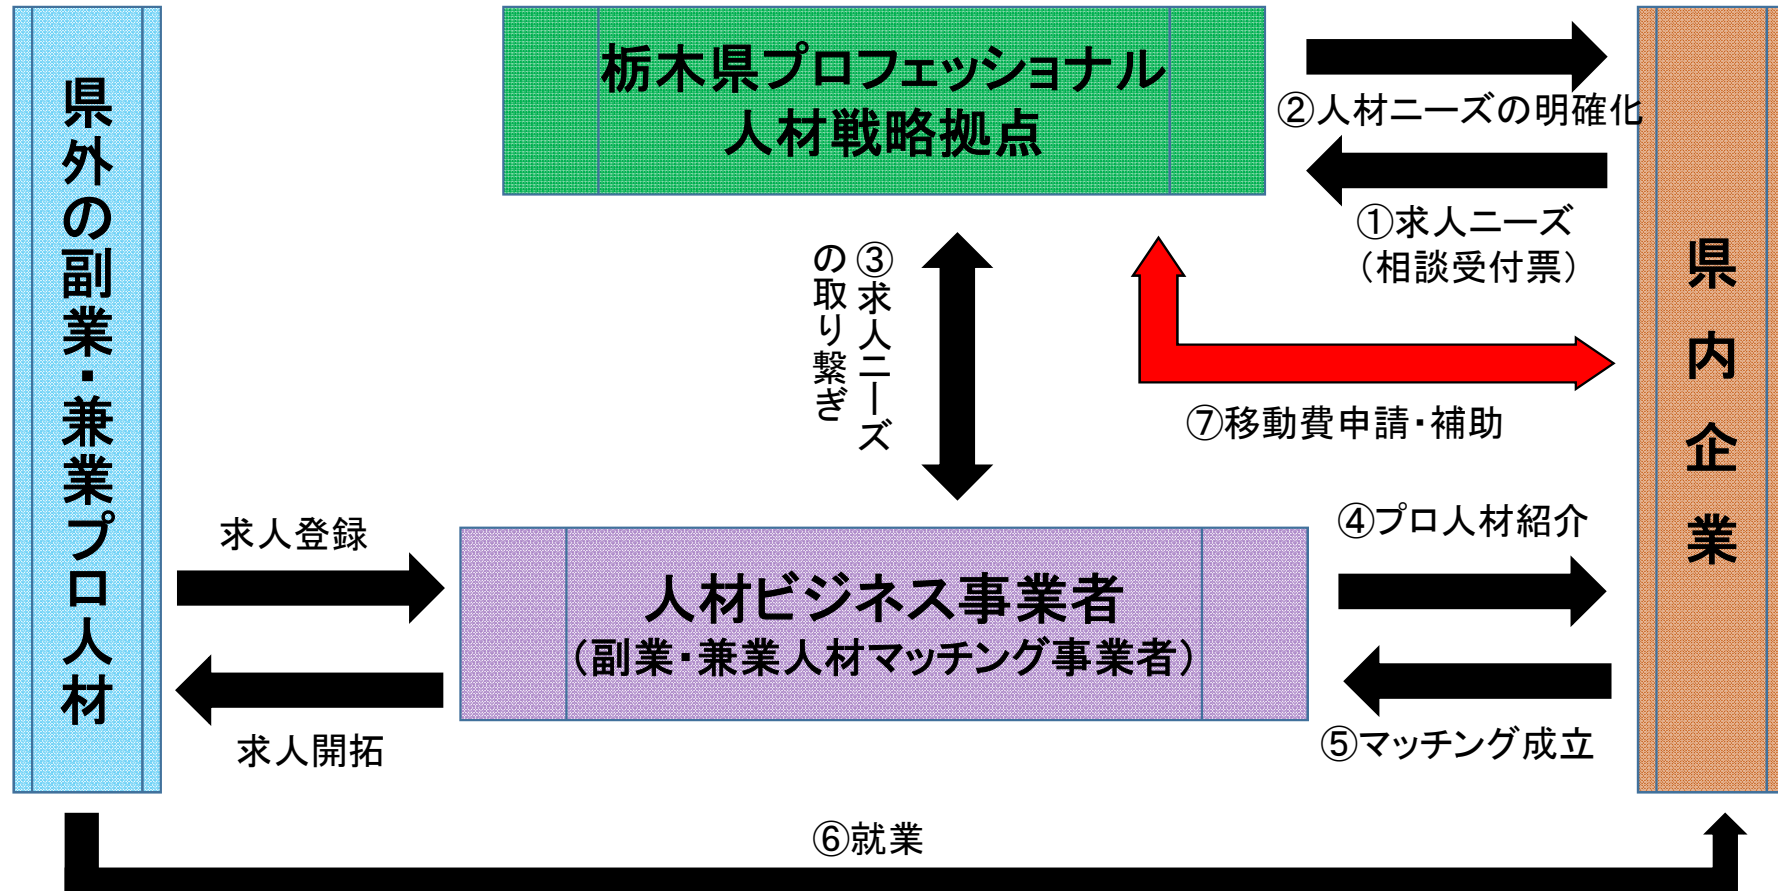 県外の副業・兼業プロ人材
栃木県プロフェッショナル
人材戦略拠点
②人材ニーズの明確化
①求人ニーズ
（相談受付票）
県内企業
③求人ニーズ
の取り繋ぎ
⑦移動費申請・補助
求人登録
求人開拓
人材ビジネス事業者
（副業・兼業人材マッチング事業者）
④プロ人材紹介
⑤マッチング成立
⑥就業